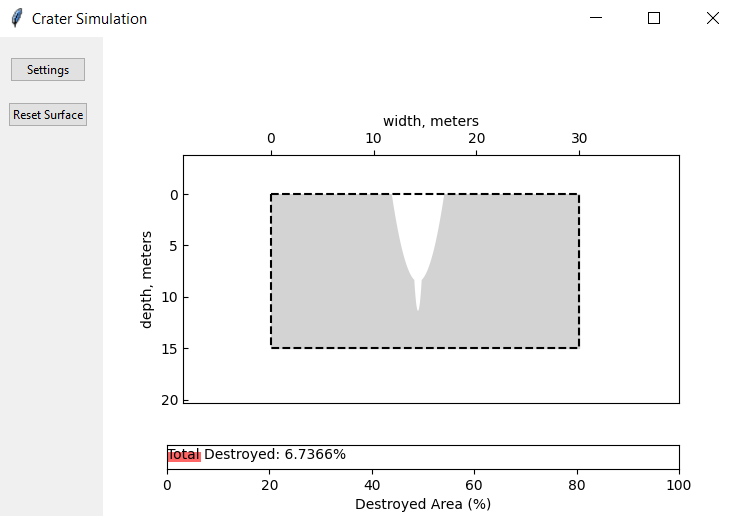 Crater Simulation
Settings
Reset Surface
width, meters
0 10 20 30
depth, meters
0
5
10
15
20
Total Destroyed: 6.7366%
0 20 40 60 80 100
Destroyed Area (%)